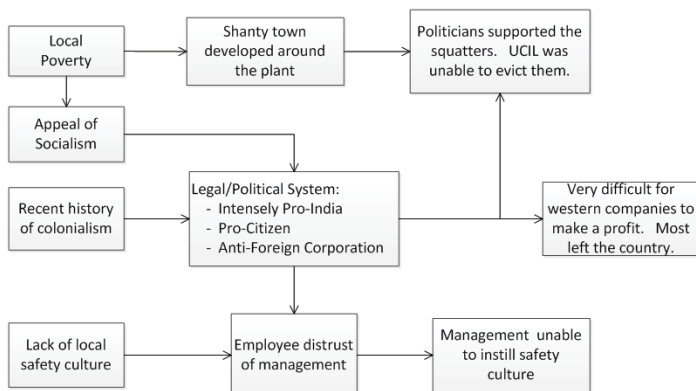 Local
Poverty
Shanty town
developed around
the plant
Politicians supported the
squatters. UCIL was
unable to evict them.
Appeal of
Socialism
Recent history
of colonialism
Legal/Political System:
- Intensely Pro-India
- Pro-Citizen
- Anti-Foreign Corporation
Very difficult for
western companies to
make a profit. Most
left the country.
Lack of local
safety culture
Employee distrust
of management
Management unable
to instill safety
culture